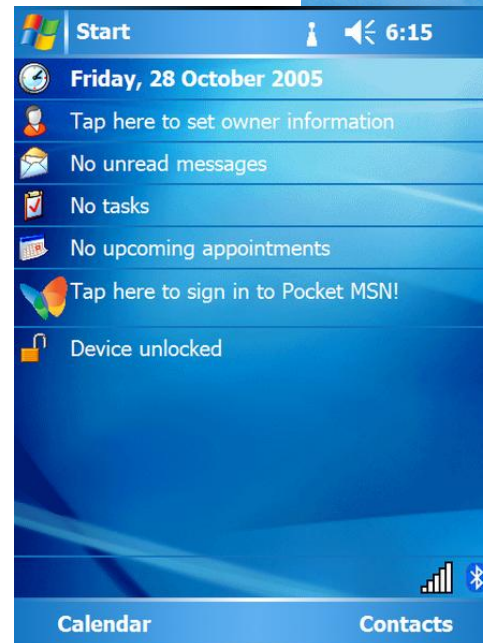 Start 6:15
Friday, 28 October 2005
Tap here to set owner information
No unread messages
No tasks
No upcoming appointments
Tap here to sign in to Pocket MSN!
Device unlocked
Calendar Contacts